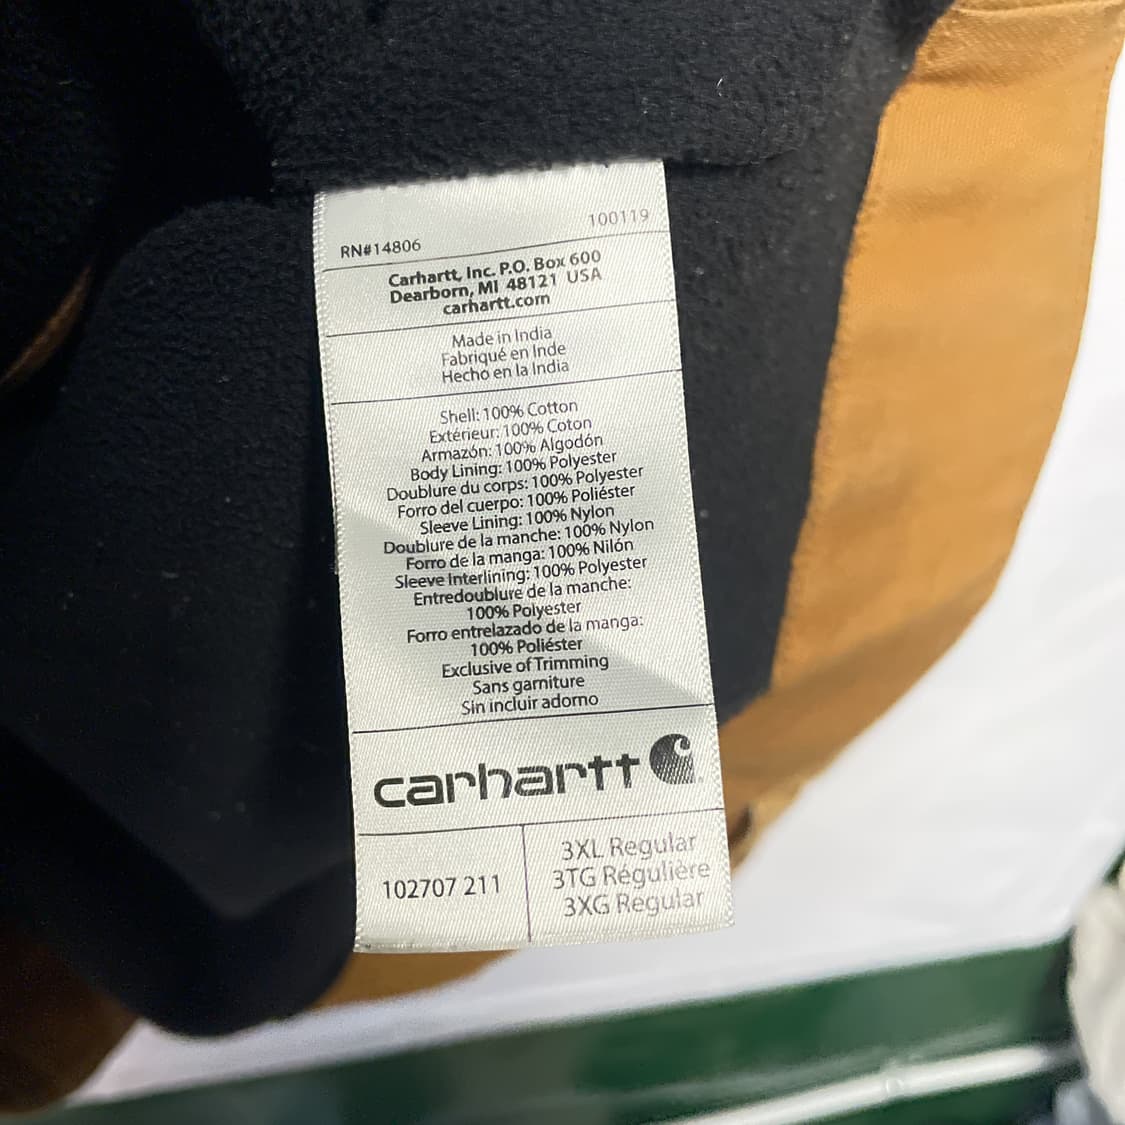 RN#14806 100119
Carhartt, Inc. P.O. Box 600
Dearborn, MI 48121 USA
carhartt.com
Made in India
Fabriqué en Inde
Hecho en la India
Shell: 100% Cotton
Extérieur: 100% Coton
Armazón: 100% Algodón
Body Lining: 100% Polyester
Doublure du corps: 100% Polyester
Forro del cuerpo: 100% Poliéster
Sleeve Lining: 100% Nylon
Doublure de la manche: 100% Nylon
Forro de la manga: 100% Nilón
Sleeve Interlining: 100% Polyester
Entredoublure de la manche:
100% Polyester
Forro entrelazado de la manga:
100% Poliéster
Exclusive of Trimming
Sans garniture
Sin incluir adorno
carhartt
102707 211
3XL Regular
3TG Régulière
3XG Regular